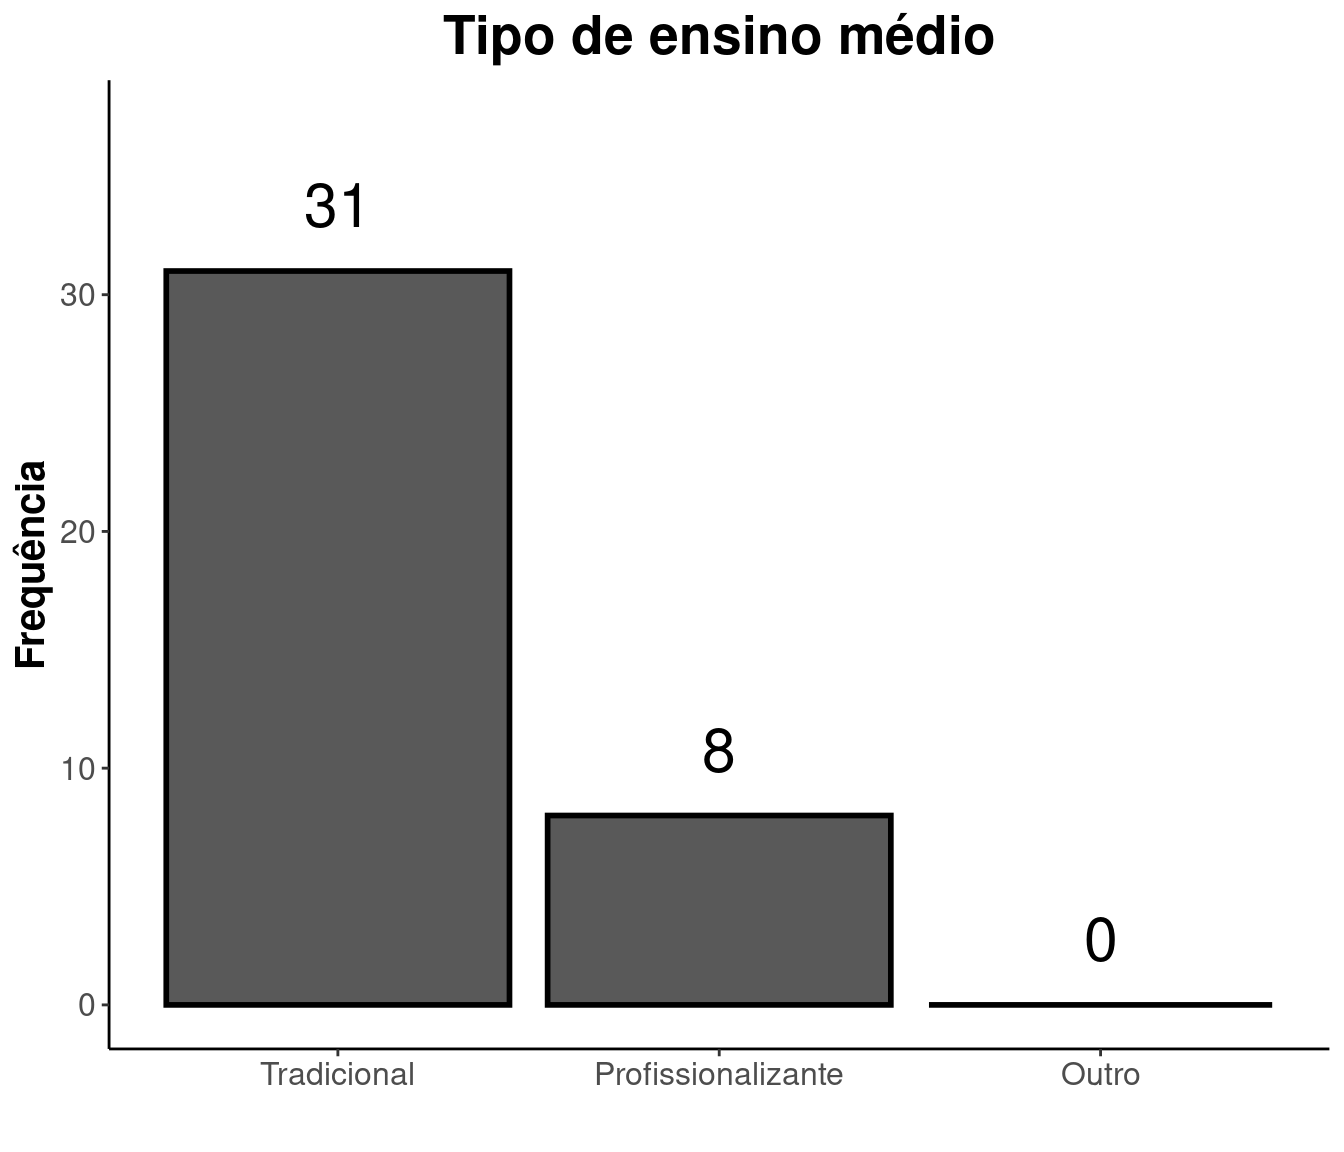 Tipo de ensino médio
Frequência
30
20
10
0
31
8
0
Tradicional
Profissionalizante
Outro